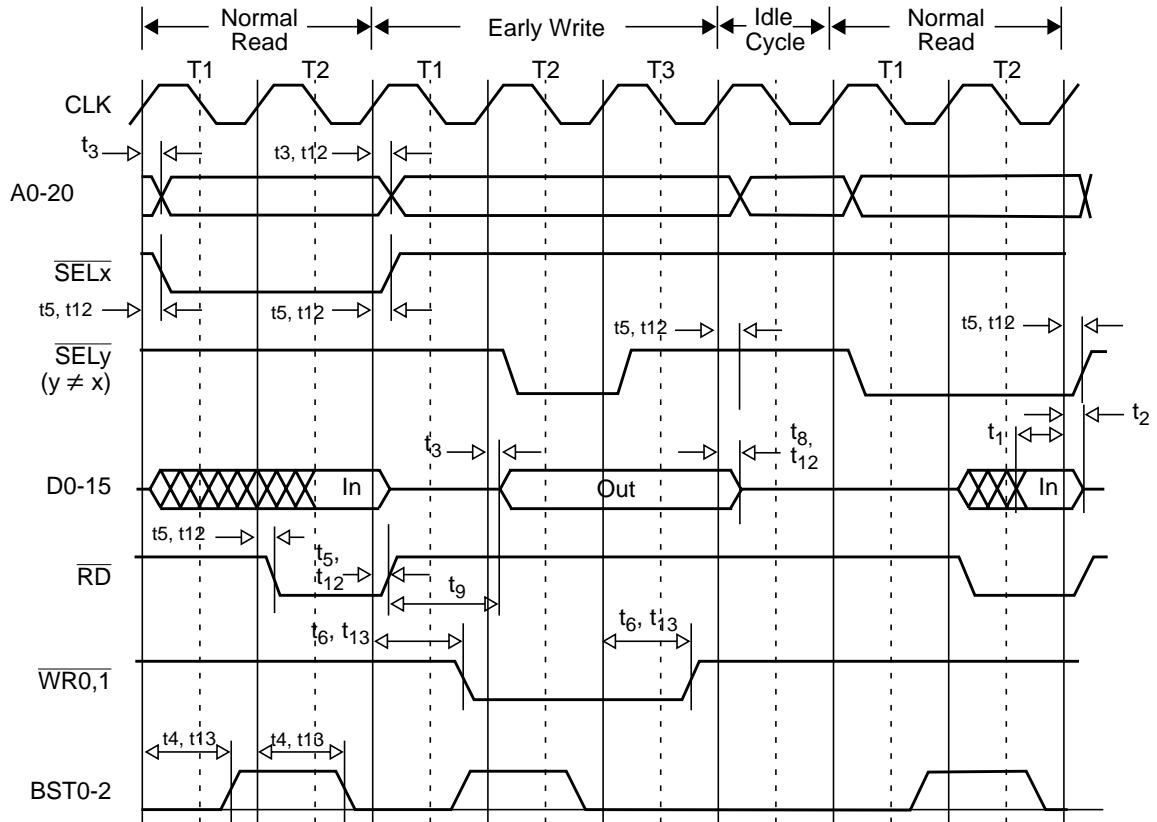 Normal Read
Early Write
Idle Cycle
Normal Read
T1 T2 T1 T2 T3 T1 T2
CLK
t3 t3, t12
A0-20
SELx
t5, t12 t5, t12 t5, t12 t5, t12
SELy
(y ≠ x)
t3 t8, t12 t1 t2
D0-15 In Out In
t5, t12 t5, t12
RD
t9
t6, t13 t6, t13
WR0,1
t4, t13 t4, t13
BST0-2